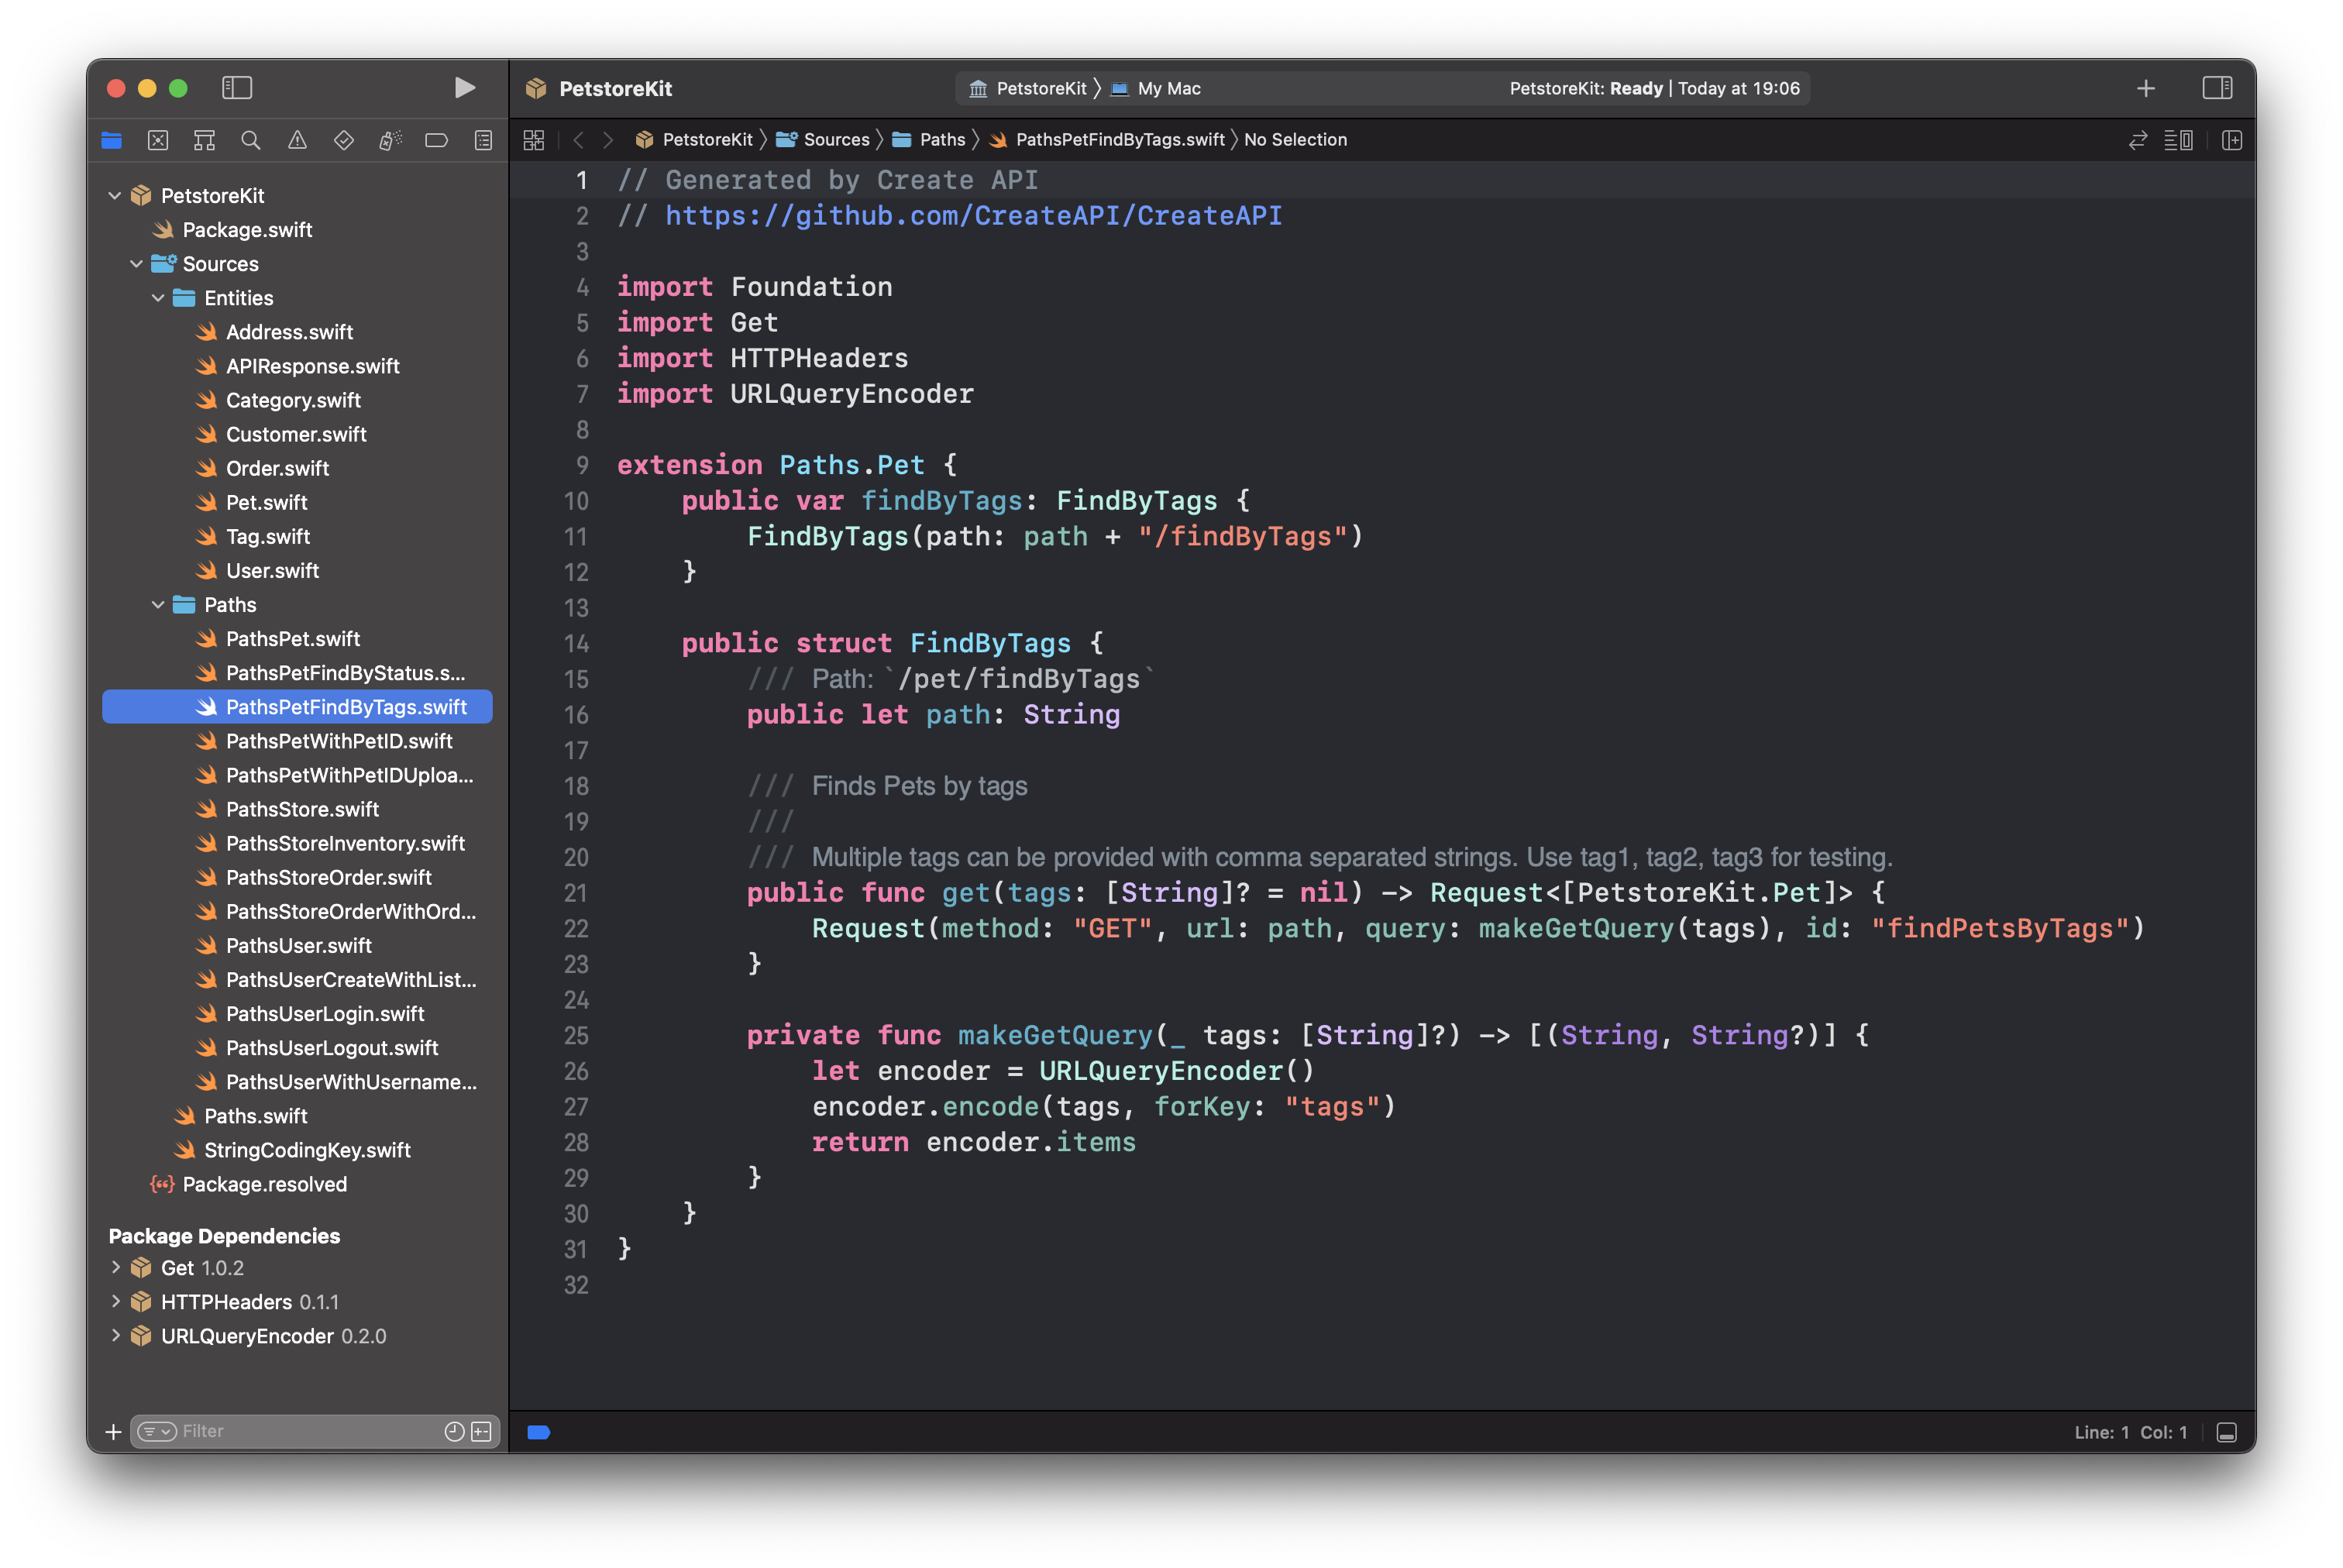 PetstoreKit
PetstoreKit 〉 My Mac
PetstoreKit: Ready | Today at 19:06
PetstoreKit 〉 Sources 〉 Paths 〉 PathsPetFindByTags.swift 〉 No Selection
PetstoreKit
Package.swift
Sources
Entities
Address.swift
APIResponse.swift
Category.swift
Customer.swift
Order.swift
Pet.swift
Tag.swift
User.swift
Paths
PathsPet.swift
PathsPetFindByStatus.s...
PathsPetFindByTags.swift
PathsPetWithPetID.swift
PathsPetWithPetIDUploa...
PathsStore.swift
PathsStoreInventory.swift
PathsStoreOrder.swift
PathsStoreOrderWithOrd...
PathsUser.swift
PathsUserCreateWithList...
PathsUserLogin.swift
PathsUserLogout.swift
PathsUserWithUsername...
Paths.swift
StringCodingKey.swift
Package.resolved
Package Dependencies
Get 1.0.2
HTTPHeaders 0.1.1
URLQueryEncoder 0.2.0
Filter
1 // Generated by Create API
2 // https://github.com/CreateAPI/CreateAPI
3
4 import Foundation
5 import Get
6 import HTTPHeaders
7 import URLQueryEncoder
8
9 extension Paths.Pet {
10     public var findByTags: FindByTags {
11         FindByTags(path: path + "/findByTags")
12     }
13
14     public struct FindByTags {
15         /// Path: `/pet/findByTags`
16         public let path: String
17
18         /// Finds Pets by tags
19         ///
20         /// Multiple tags can be provided with comma separated strings. Use tag1, tag2, tag3 for testing.
21         public func get(tags: [String]? = nil) -> Request<[PetstoreKit.Pet]> {
22             Request(method: "GET", url: path, query: makeGetQuery(tags), id: "findPetsByTags")
23         }
24
25         private func makeGetQuery(_ tags: [String]?) -> [(String, String?)] {
26             let encoder = URLQueryEncoder()
27             encoder.encode(tags, forKey: "tags")
28             return encoder.items
29         }
30     }
31 }
32
Line: 1 Col: 1